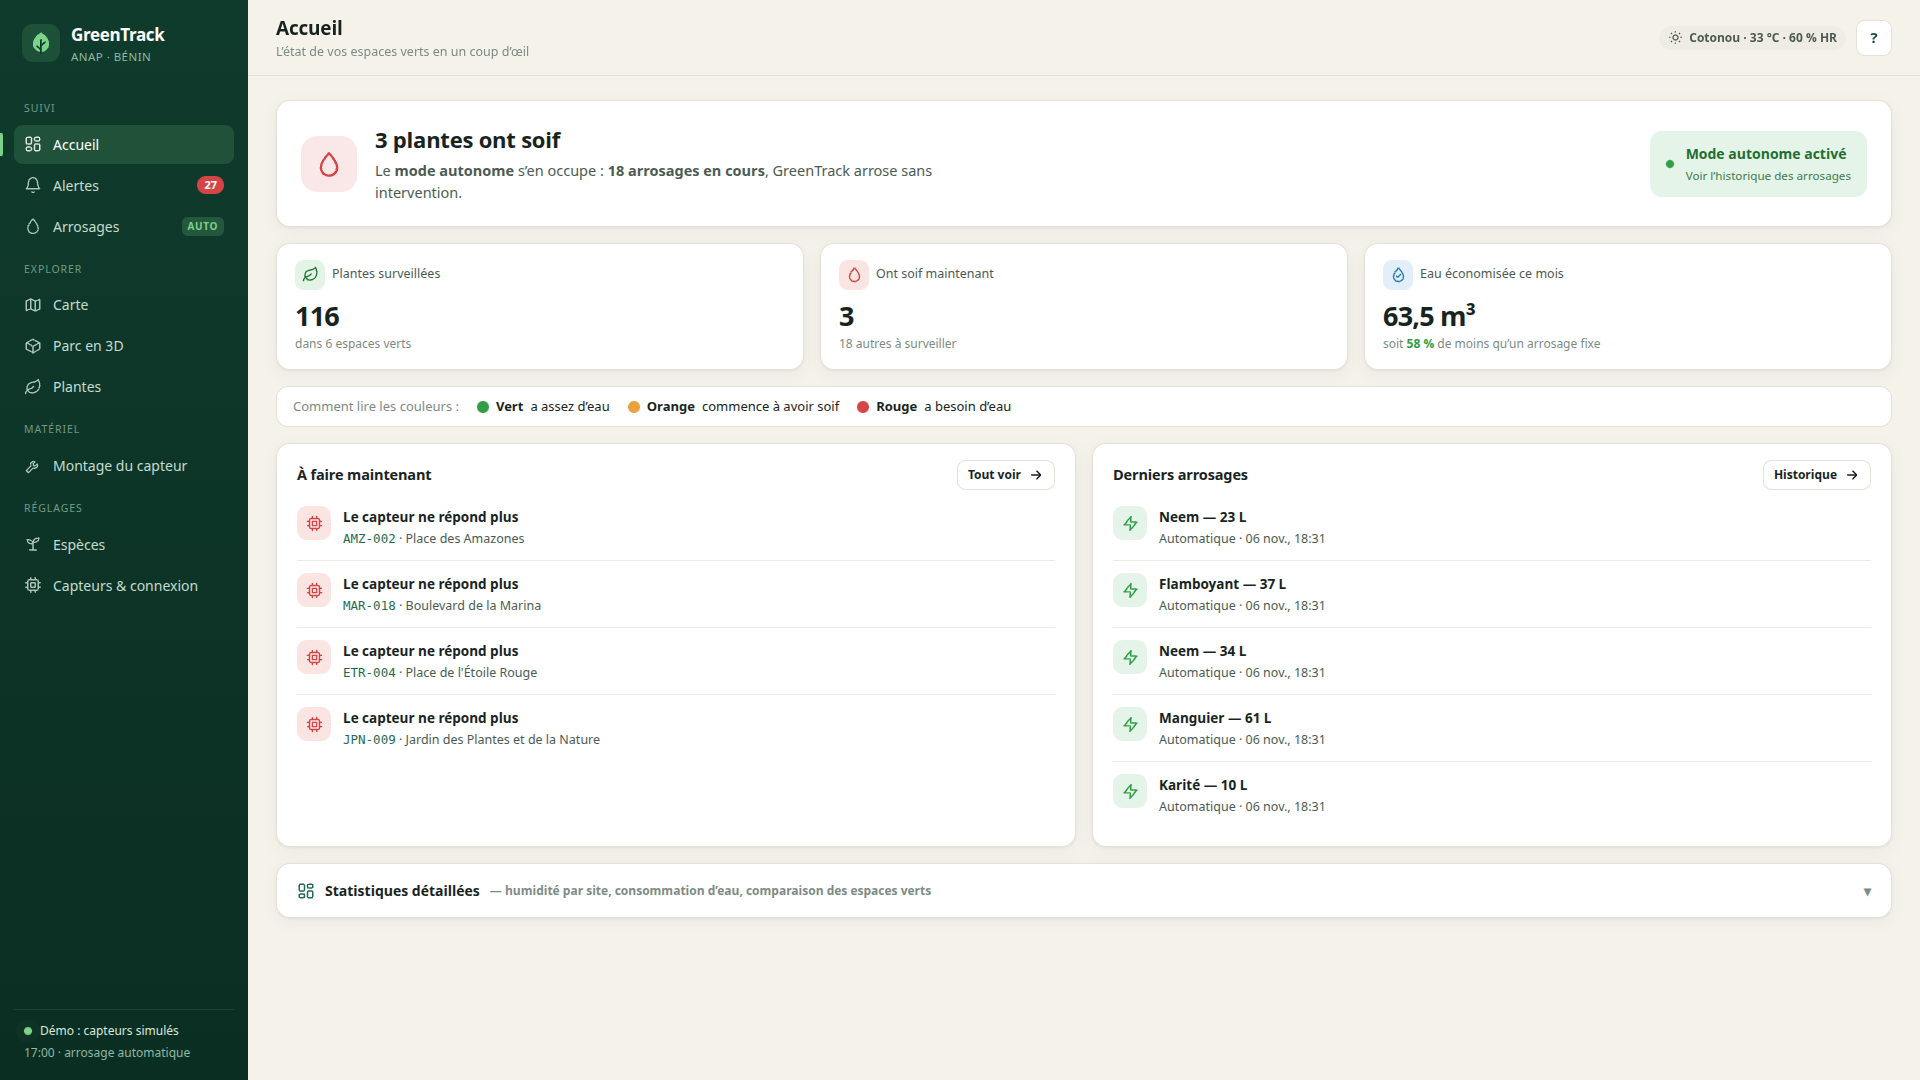 GreenTrack
ANAP · BÉNIN
SUIVI
Accueil
Alertes
27
Arrosages
AUTO
EXPLORER
Carte
Parc en 3D
Plantes
MATÉRIEL
Montage du capteur
RÉGLAGES
Espèces
Capteurs & connexion
Démo : capteurs simulés
17:00 · arrosage automatique
Accueil
L’état de vos espaces verts en un coup d’œil
Cotonou · 33 °C · 60 % HR
?
3 plantes ont soif
Le mode autonome s’en occupe : 18 arrosages en cours, GreenTrack arrose sans
intervention.
Mode autonome activé
Voir l’historique des arrosages
Plantes surveillées
116
dans 6 espaces verts
Ont soif maintenant
3
18 autres à surveiller
Eau économisée ce mois
63,5 m³
soit 58 % de moins qu’un arrosage fixe
Comment lire les couleurs : Vert a assez d’eau Orange commence à avoir soif Rouge a besoin d’eau
À faire maintenant
Tout voir →
Le capteur ne répond plus
AMZ-002 · Place des Amazones
Le capteur ne répond plus
MAR-018 · Boulevard de la Marina
Le capteur ne répond plus
ETR-004 · Place de l’Étoile Rouge
Le capteur ne répond plus
JPN-009 · Jardin des Plantes et de la Nature
Derniers arrosages
Historique →
Neem — 23 L
Automatique · 06 nov., 18:31
Flamboyant — 37 L
Automatique · 06 nov., 18:31
Neem — 34 L
Automatique · 06 nov., 18:31
Manguier — 61 L
Automatique · 06 nov., 18:31
Karité — 10 L
Automatique · 06 nov., 18:31
Statistiques détaillées — humidité par site, consommation d’eau, comparaison des espaces verts
▼